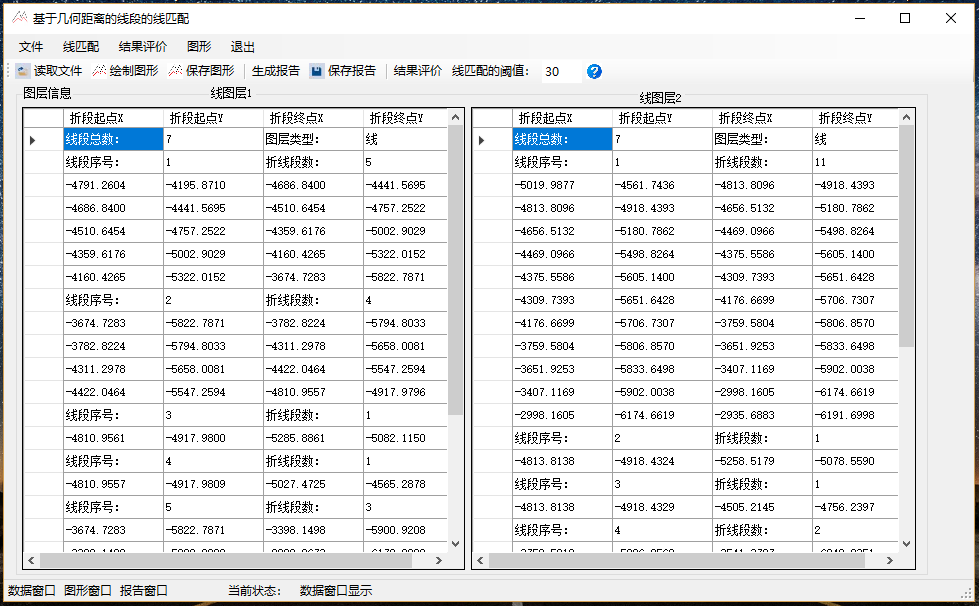 基于几何距离的线段的线匹配
文件 线匹配 结果评价 图形 退出
读取文件 绘制图形 保存图形 生成报告 保存报告 结果评价 线匹配的阈值: 30
图层信息 线图层1
折段起点X 折段起点Y 折段终点X 折段终点Y
线段总数: 7 图层类型: 线
线段序号: 1 折线段数: 5
-4791.2604 -4195.8710 -4686.8400 -4441.5695
-4686.8400 -4441.5695 -4510.6454 -4757.2522
-4510.6454 -4757.2522 -4359.6176 -5002.9029
-4359.6176 -5002.9029 -4160.4265 -5322.0152
-4160.4265 -5322.0152 -3674.7283 -5822.7871
线段序号: 2 折线段数: 4
-3674.7283 -5822.7871 -3782.8224 -5794.8033
-3782.8224 -5794.8033 -4311.2978 -5658.0081
-4311.2978 -5658.0081 -4422.0464 -5547.2594
-4422.0464 -5547.2594 -4810.9557 -4917.9796
线段序号: 3 折线段数: 1
-4810.9561 -4917.9800 -5285.8861 -5082.1150
线段序号: 4 折线段数: 1
-4810.9557 -4917.9809 -5027.4725 -4565.2878
线段序号: 5 折线段数: 3
-3674.7283 -5822.7871 -3398.1498 -5900.9208
线图层2
折段起点X 折段起点Y 折段终点X 折段终点Y
线段总数: 7 图层类型: 线
线段序号: 1 折线段数: 11
-5019.9877 -4561.7436 -4813.8096 -4918.4393
-4813.8096 -4918.4393 -4656.5132 -5180.7862
-4656.5132 -5180.7862 -4469.0966 -5498.8264
-4469.0966 -5498.8264 -4375.5586 -5605.1400
-4375.5586 -5605.1400 -4309.7393 -5651.6428
-4309.7393 -5651.6428 -4176.6699 -5706.7307
-4176.6699 -5706.7307 -3759.5804 -5806.8570
-3759.5804 -5806.8570 -3651.9253 -5833.6498
-3651.9253 -5833.6498 -3407.1169 -5902.0038
-3407.1169 -5902.0038 -2998.1605 -6174.6619
-2998.1605 -6174.6619 -2935.6883 -6191.6998
线段序号: 2 折线段数: 1
-4813.8138 -4918.4324 -5258.5179 -5078.5590
线段序号: 3 折线段数: 1
-4813.8138 -4918.4329 -4505.2145 -4756.2397
线段序号: 4 折线段数: 2
数据窗口 图形窗口 报告窗口 当前状态: 数据窗口显示